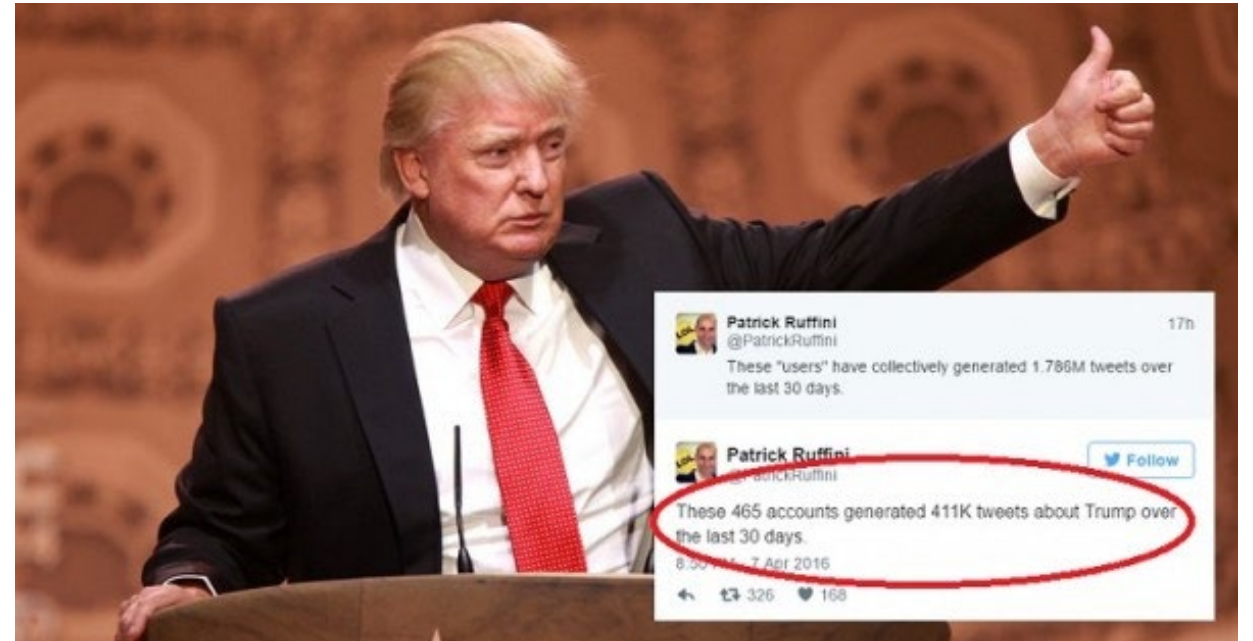 Patrick Ruffini
17h
@PatrickRuffini
These "users" have collectively generated 1.786M tweets over
the last 30 days.
Patrick Ruffini
Follow
@PatrickRuffini
These 465 accounts generated 411K tweets about Trump over
the last 30 days.
7 Apr 2016
326 168